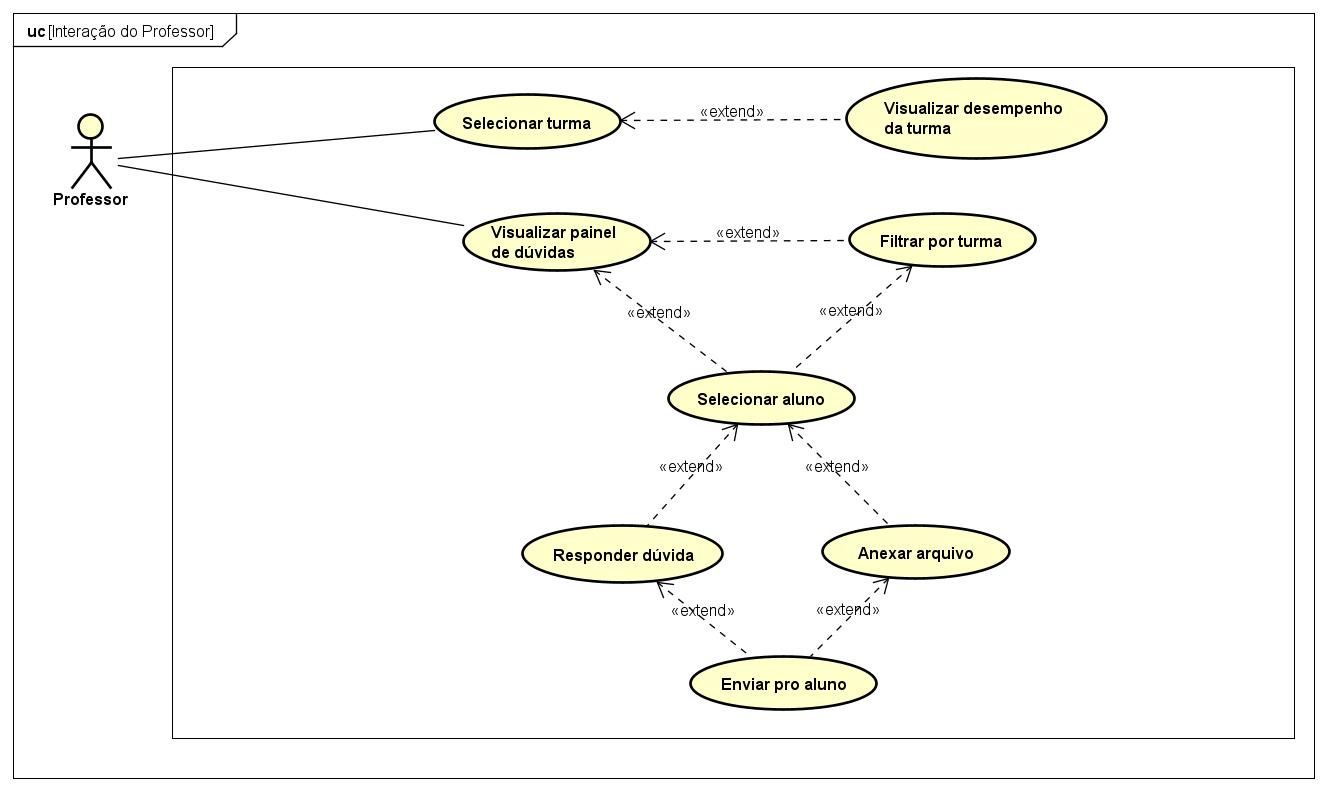 uc [Interação do Professor]
Professor
Selecionar turma
«extend»
Visualizar desempenho
da turma
Visualizar painel
de dúvidas
«extend»
Filtrar por turma
«extend»
«extend»
Selecionar aluno
«extend»
«extend»
Responder dúvida
Anexar arquivo
«extend»
«extend»
Enviar pro aluno